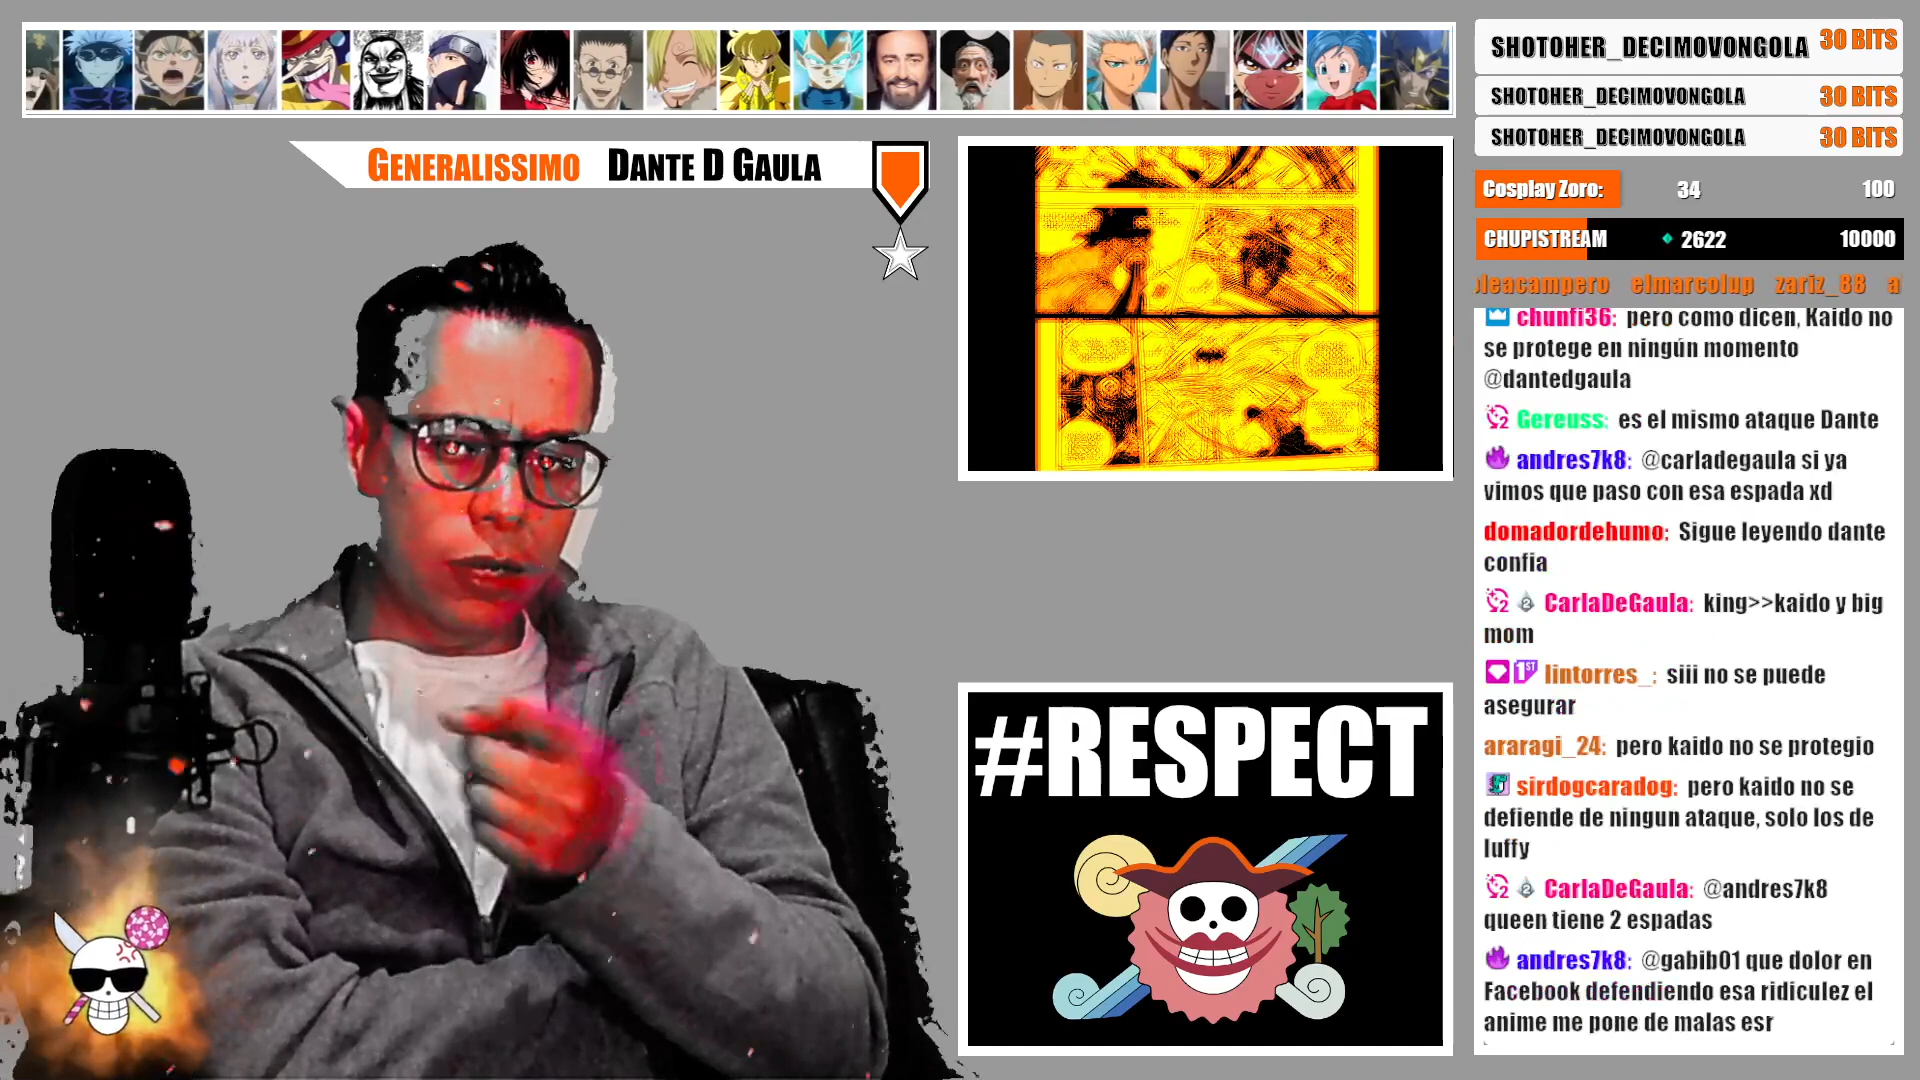 GENERALISSIMO DANTE D GAULA
SHOTOHER_DECIMOVONGOLA 30 BITS
SHOTOHER_DECIMOVONGOLA 30 BITS
SHOTOHER_DECIMOVONGOLA 30 BITS
Cosplay Zoro: 34 100
CHUPISTREAM 2622 10000
leacampero elmarcolup zariz_88 a
chunfi36: pero como dicen, Kaido no
se protege en ningún momento
@dantedgaula
Gereuss: es el mismo ataque Dante
andres7k8: @carladegaula si ya
vimos que paso con esa espada xd
domadordehumo: Sigue leyendo dante
confia
2 CarlaDeGaula: king>>kaido y big
mom
1ST lintorres_: siii no se puede
asegurar
araragi_24: pero kaido no se protegio
sirdogcaradog: pero kaido no se
defiende de ningun ataque, solo los de
luffy
2 CarlaDeGaula: @andres7k8
queen tiene 2 espadas
andres7k8: @gabib01 que dolor en
Facebook defendiendo esa ridiculez el
anime me pone de malas esr
#RESPECT